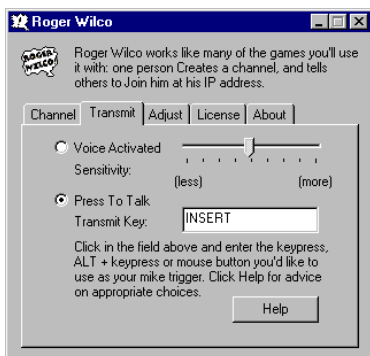 Roger Wilco
ROGER WILCO!
Roger Wilco works like many of the games you'll use
it with: one person Creates a channel, and tells
others to Join him at his IP address.
Channel Transmit Adjust License About
Voice Activated
Sensitivity:
(less) (more)
Press To Talk
Transmit Key: INSERT
Click in the field above and enter the keypress,
ALT + keypress or mouse button you'd like to
use as your mike trigger. Click Help for advice
on appropriate choices.
Help